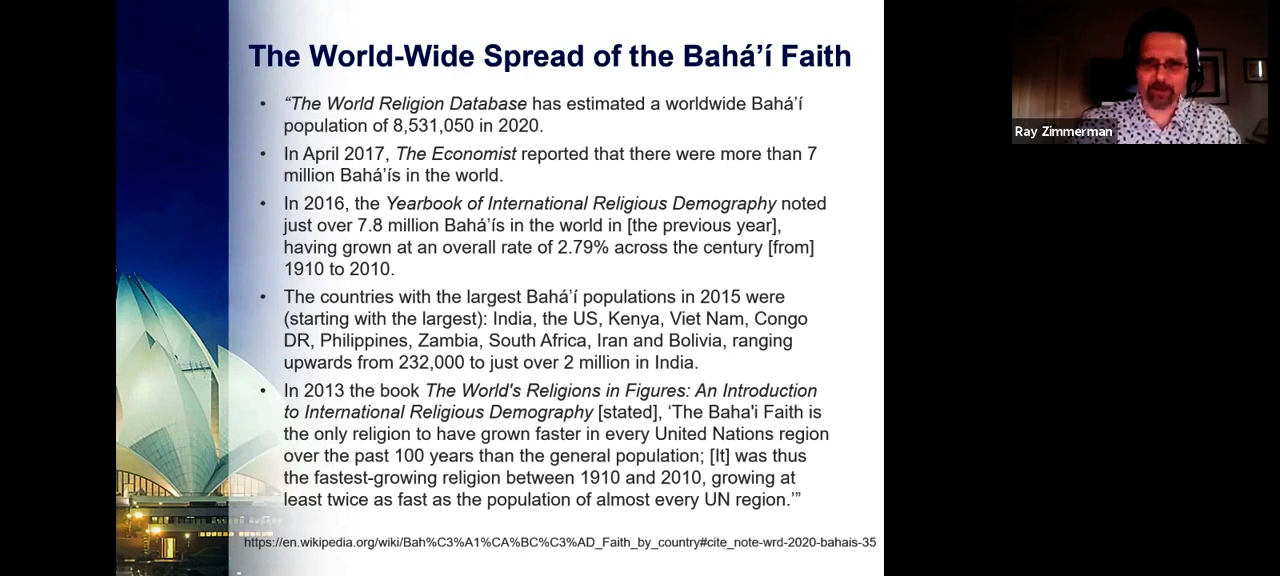 The World-Wide Spread of the Bahá’í Faith
• “The World Religion Database has estimated a worldwide Bahá’í
population of 8,531,050 in 2020.
• In April 2017, The Economist reported that there were more than 7
million Bahá’ís in the world.
• In 2016, the Yearbook of International Religious Demography noted
just over 7.8 million Bahá’ís in the world in [the previous year],
having grown at an overall rate of 2.79% across the century [from]
1910 to 2010.
• The countries with the largest Bahá’í populations in 2015 were
(starting with the largest): India, the US, Kenya, Viet Nam, Congo
DR, Philippines, Zambia, South Africa, Iran and Bolivia, ranging
upwards from 232,000 to just over 2 million in India.
• In 2013 the book The World's Religions in Figures: An Introduction
to International Religious Demography [stated], ‘The Baha'i Faith is
the only religion to have grown faster in every United Nations region
over the past 100 years than the general population; [It] was thus
the fastest-growing religion between 1910 and 2010, growing at
least twice as fast as the population of almost every UN region.’”
https://en.wikipedia.org/wiki/Bah%C3%A1%CA%BC%C3%AD_Faith_by_country#cite_note-wrd-2020-bahais-35
Ray Zimmerman